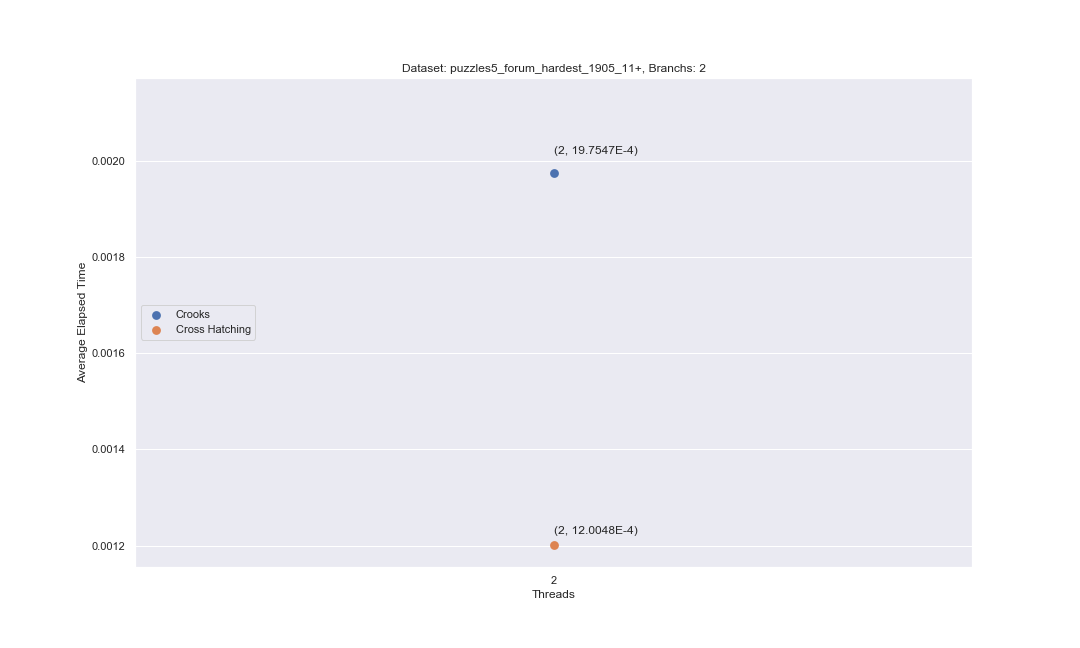 Dataset: puzzles5_forum_hardest_1905_11+, Branchs: 2
(2, 19.7547E-4)
0.0020
0.0018
Average Elapsed Time
Crooks
Cross Hatching
0.0016
0.0014
(2, 12.0048E-4)
0.0012
2
Threads